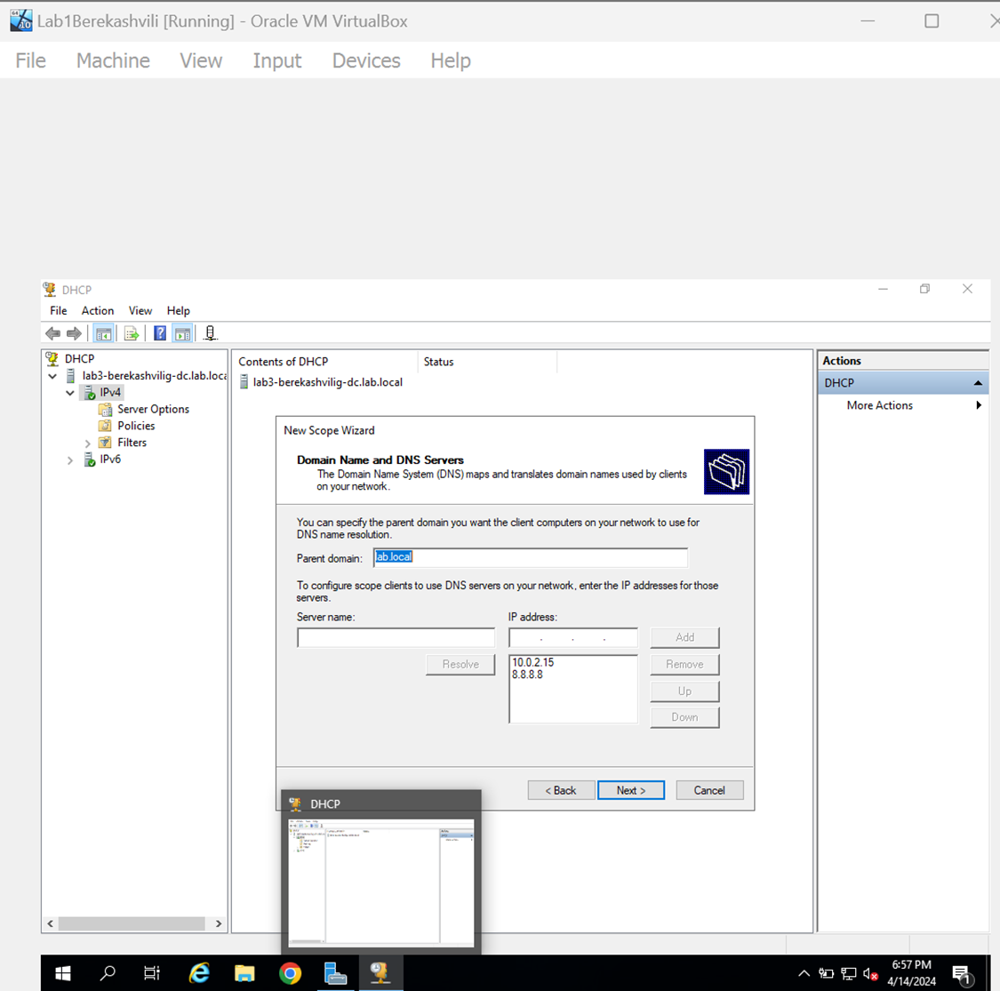 Lab1Berekashvili [Running] - Oracle VM VirtualBox
File Machine View Input Devices Help
DHCP
File Action View Help
DHCP
lab3-berekashvilig-dc.lab.loca
IPv4
Server Options
Policies
Filters
IPv6
Contents of DHCP Status
lab3-berekashvilig-dc.lab.local
Actions
DHCP
More Actions
New Scope Wizard
Domain Name and DNS Servers
The Domain Name System (DNS) maps and translates domain names used by clients
on your network.
You can specify the parent domain you want the client computers on your network to use for
DNS name resolution.
Parent domain: lab.local
To configure scope clients to use DNS servers on your network, enter the IP addresses for those
servers.
Server name: IP address:
. . . Add
Resolve 10.0.2.15 Remove
8.8.8.8
Up
Down
< Back Next > Cancel
DHCP
6:57 PM
4/14/2024
1